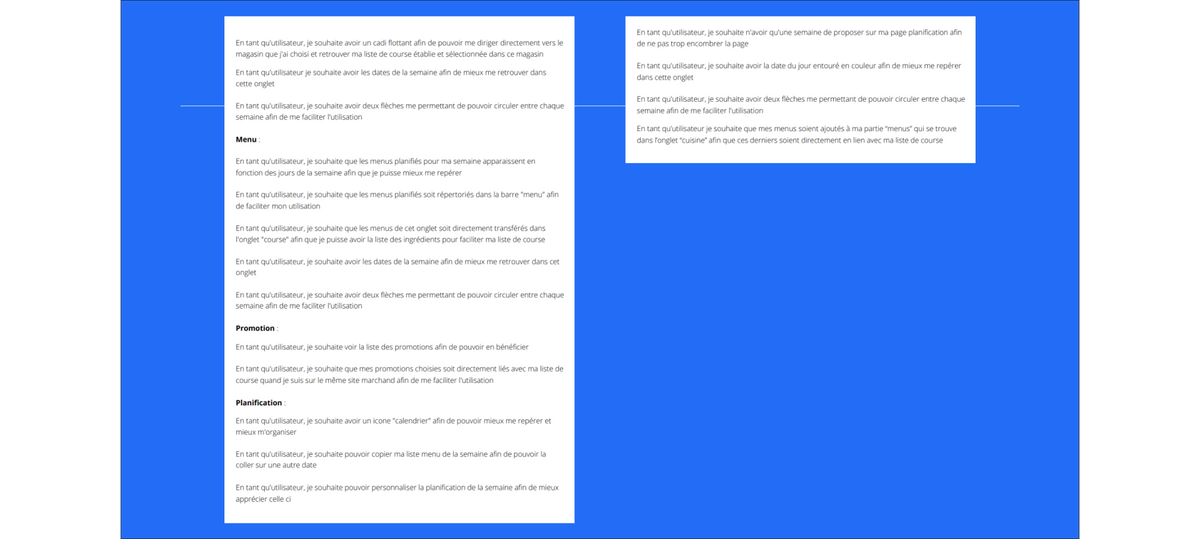 En tant qu'utilisateur, je souhaite avoir un cadi flottant afin de pouvoir me diriger directement vers le
magasin que j'ai choisi et retrouver ma liste de course établie et sélectionnée dans ce magasin
En tant qu'utilisateur je souhaite avoir les dates de la semaine afin de mieux me retrouver dans
cette onglet
En tant qu'utilisateur, je souhaite avoir deux flèches me permettant de pouvoir circuler entre chaque
semaine afin de me faciliter l'utilisation
Menu :
En tant qu'utilisateur, je souhaite que les menus planifiés pour ma semaine apparaissent en
fonction des jours de la semaine afin que je puisse mieux me repérer
En tant qu'utilisateur, je souhaite que les menus planifiés soit répertoriés dans la barre "menu" afin
de faciliter mon utilisation
En tant qu'utilisateur, je souhaite que les menus de cet onglet soit directement transférés dans
l'onglet "course" afin que je puisse avoir la liste des ingrédients pour faciliter ma liste de course
En tant qu'utilisateur, je souhaite avoir les dates de la semaine afin de mieux me retrouver dans cet
onglet
En tant qu'utilisateur, je souhaite avoir deux flèches me permettant de pouvoir circuler entre chaque
semaine afin de me faciliter l'utilisation
Promotion :
En tant qu'utilisateur, je souhaite voir la liste des promotions afin de pouvoir en bénéficier
En tant qu'utilisateur, je souhaite que mes promotions choisies soit directement liés avec ma liste de
course quand je suis sur le même site marchand afin de me faciliter l'utilisation
Planification :
En tant qu'utilisateur, je souhaite avoir un icone "calendrier" afin de pouvoir mieux me repérer et
mieux m'organiser
En tant qu'utilisateur, je souhaite pouvoir copier ma liste menu de la semaine afin de pouvoir la
coller sur une autre date
En tant qu'utilisateur, je souhaite pouvoir personnaliser la planification de la semaine afin de mieux
apprécier celle ci
En tant qu'utilisateur, je souhaite n'avoir qu'une semaine de proposer sur ma page planification afin
de ne pas trop encombrer la page
En tant qu'utilisateur, je souhaite avoir la date du jour entouré en couleur afin de mieux me repérer
dans cette onglet
En tant qu'utilisateur, je souhaite avoir deux flèches me permettant de pouvoir circuler entre chaque
semaine afin de me faciliter l'utilisation
En tant qu'utilisateur je souhaite que mes menus soient ajoutés à ma partie "menus" qui se trouve
dans l'onglet "cuisine" afin que ces derniers soient directement en lien avec ma liste de course